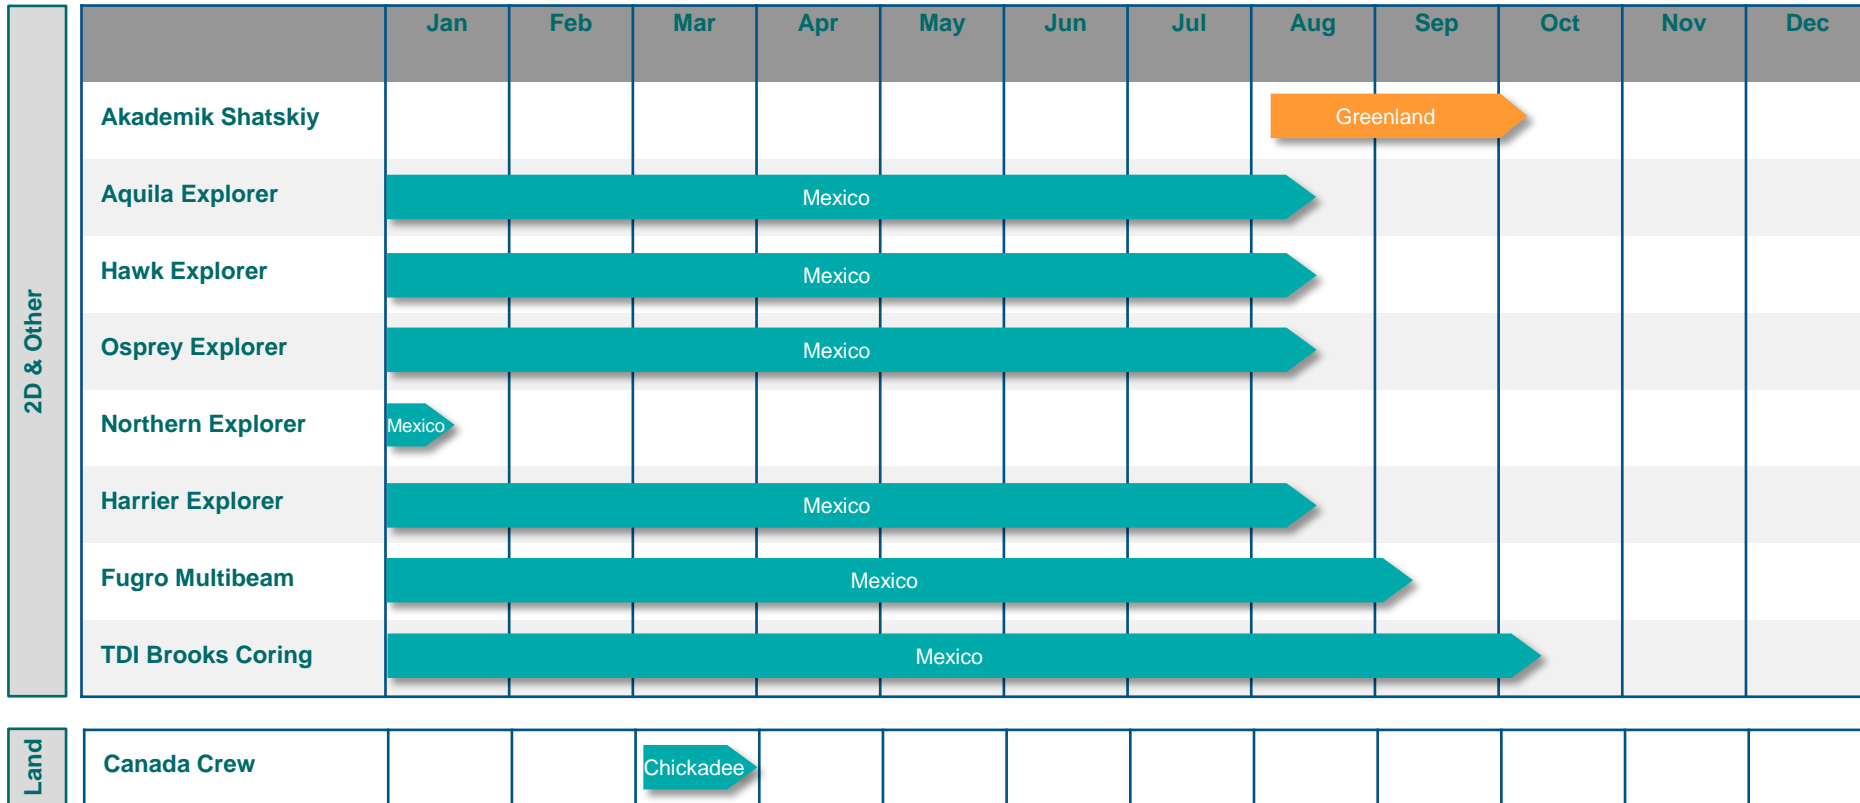 Jan Feb Mar Apr May Jun Jul Aug Sep Oct Nov Dec
2D & Other
Akademik Shatskiy Greenland
Aquila Explorer Mexico
Hawk Explorer Mexico
Osprey Explorer Mexico
Northern Explorer Mexico
Harrier Explorer Mexico
Fugro Multibeam Mexico
TDI Brooks Coring Mexico
Land
Canada Crew Chickadee